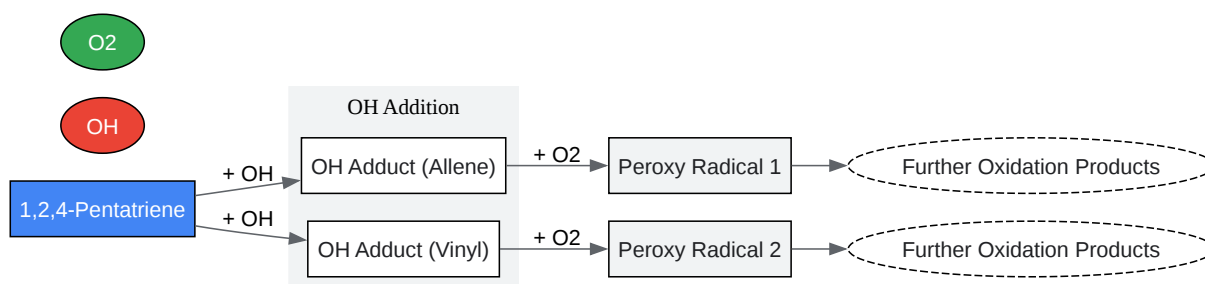 O2
OH
OH Addition
1,2,4-Pentatriene
+ OH
OH Adduct (Allene)
+ O2
Peroxy Radical 1
Further Oxidation Products
+ OH
OH Adduct (Vinyl)
+ O2
Peroxy Radical 2
Further Oxidation Products